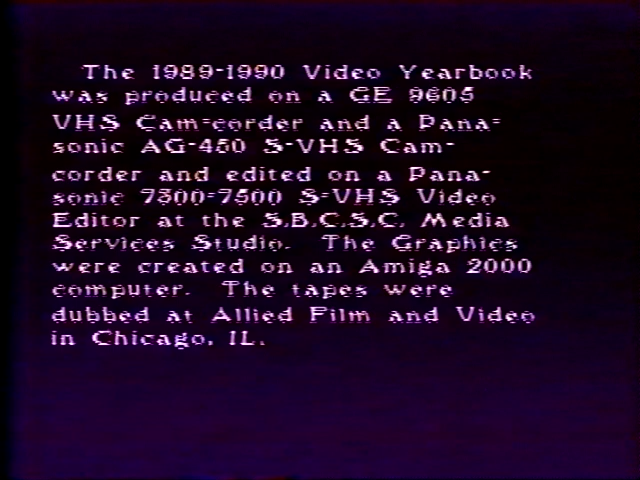 The 1989-1990 Video Yearbook
was produced on a GE 9605
VHS Cam-corder and a Pana-
sonic AG-450 S-VHS Cam-
corder and edited on a Pana-
sonic 7300-7500 S-VHS Video
Editor at the S.B.C.S.C. Media
Services Studio. The Graphics
were created on an Amiga 2000
computer. The tapes were
dubbed at Allied Film and Video
in Chicago, IL.